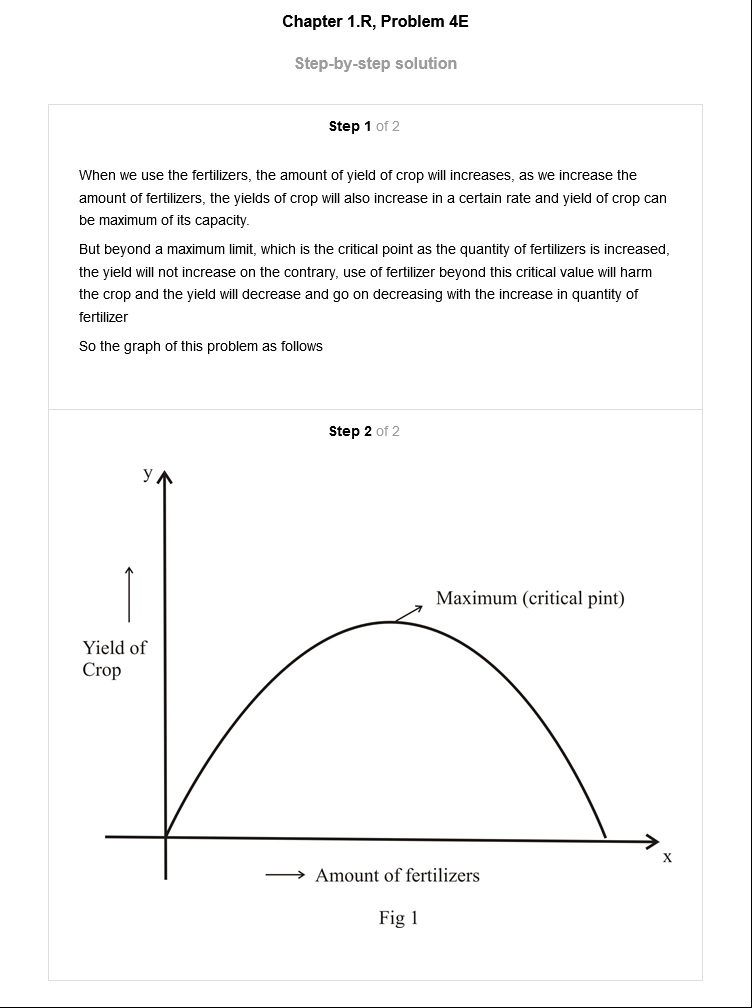 Chapter 1.R, Problem 4E
Step-by-step solution
Step 1 of 2
When we use the fertilizers, the amount of yield of crop will increases, as we increase the
amount of fertilizers, the yields of crop will also increase in a certain rate and yield of crop can
be maximum of its capacity.
But beyond a maximum limit, which is the critical point as the quantity of fertilizers is increased,
the yield will not increase on the contrary, use of fertilizer beyond this critical value will harm
the crop and the yield will decrease and go on decreasing with the increase in quantity of
fertilizer
So the graph of this problem as follows
Step 2 of 2
y
Maximum (critical pint)
Yield of
Crop
x
Amount of fertilizers
Fig 1